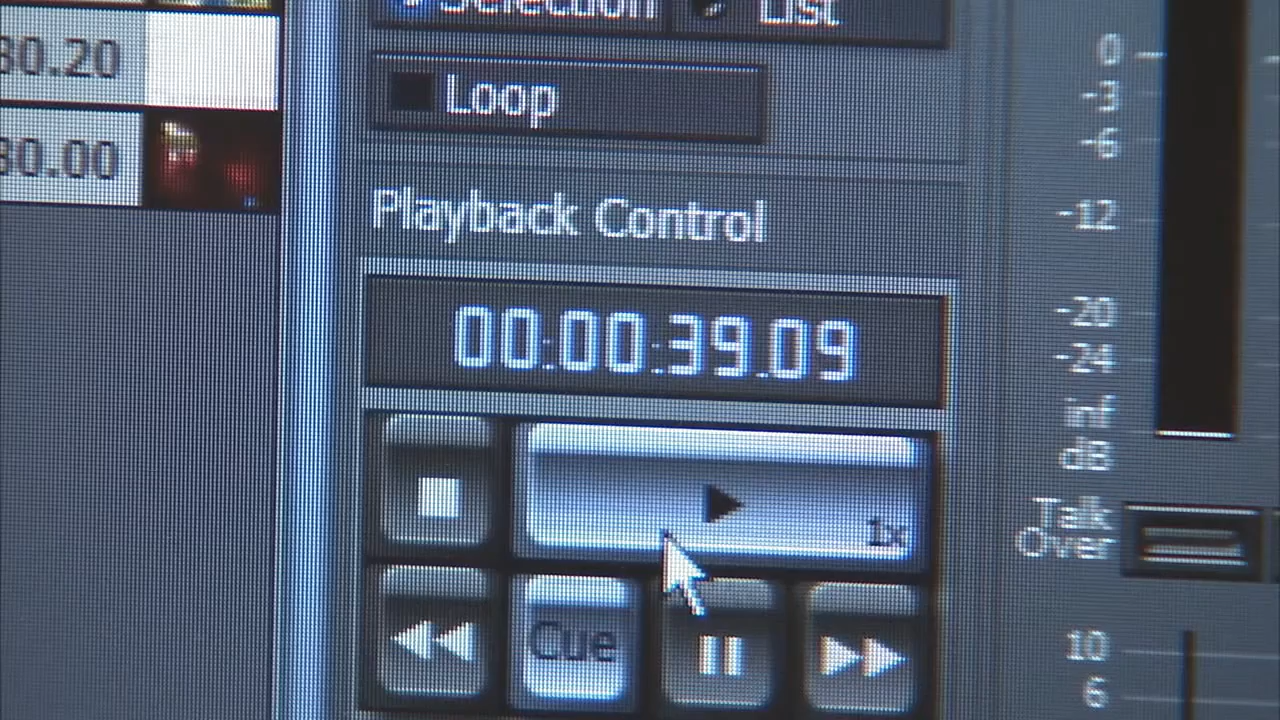 Selection List
30.20
Loop
30.00
Playback Control
00:00:39.09
1x
Cue
0
-3
-6
-12
-20
-24
inf
dB
Talk
Over
10
6